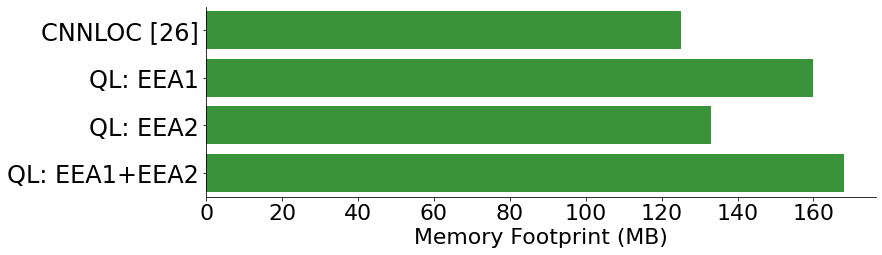 CNNLOC [26]
QL: EEA1
QL: EEA2
QL: EEA1+EEA2
0 20 40 60 80 100 120 140 160
Memory Footprint (MB)